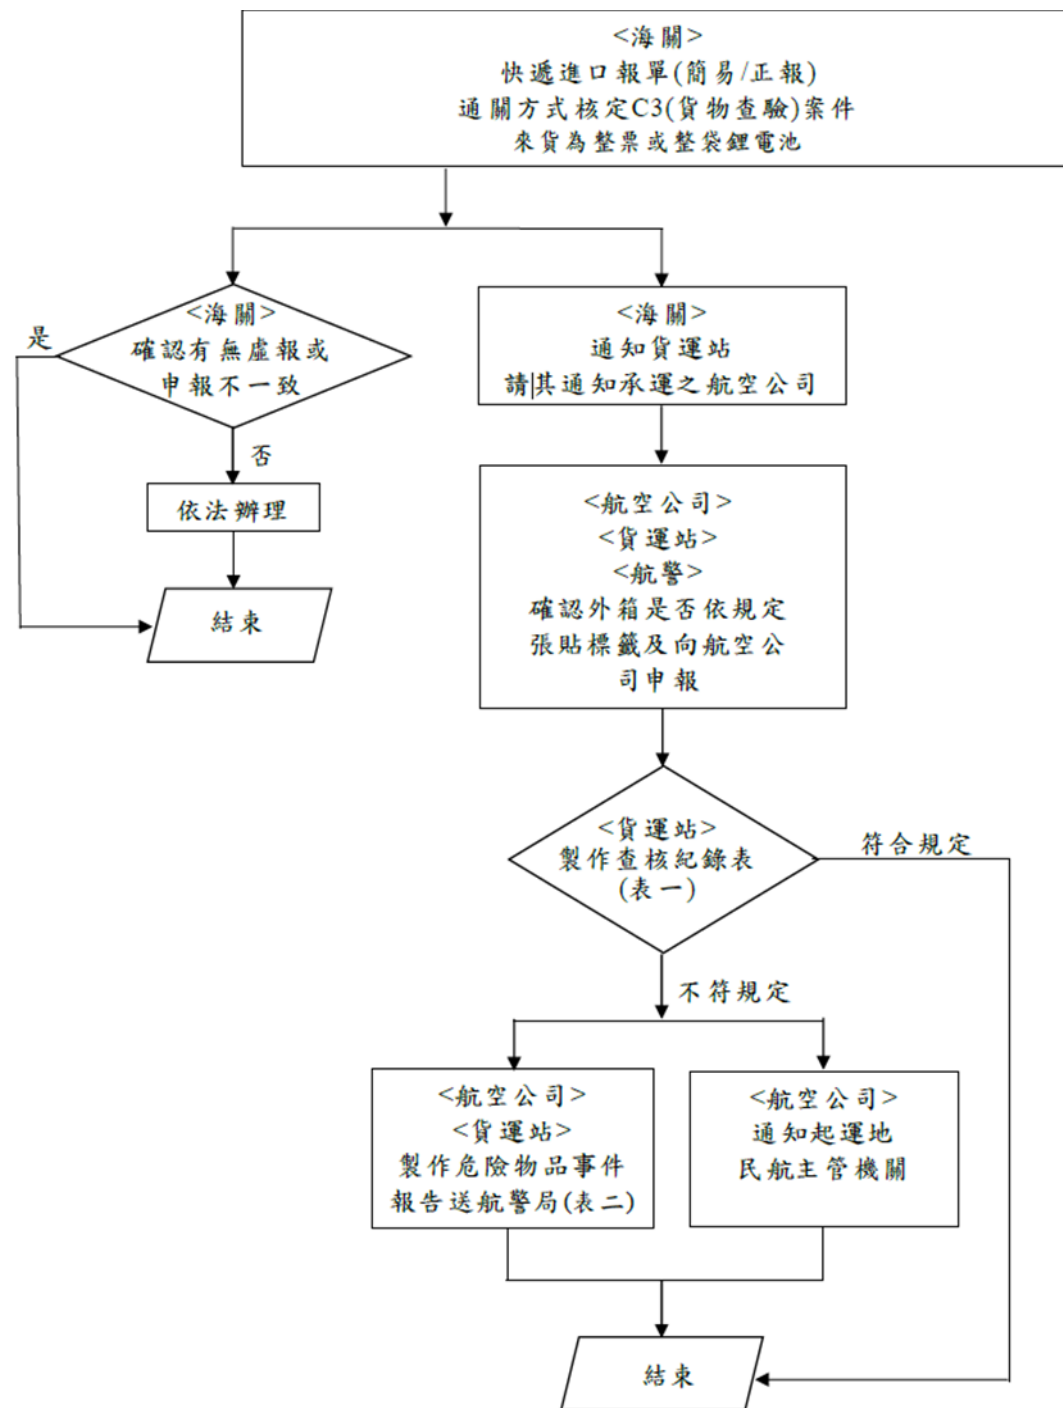 <海關>
快遞進口報單(簡易/正報)
通關方式核定C3(貨物查驗)案件
來貨為整票或整袋鋰電池
<海關>
確認有無虛報或
申報不一致
是
否
依法辦理
結束
<海關>
通知貨運站
請其通知承運之航空公司
<航空公司>
<貨運站>
<航警>
確認外箱是否依規定
張貼標籤及向航空公
司申報
<貨運站>
製作查核紀錄表
(表一)
符合規定
不符規定
<航空公司>
<貨運站>
製作危險物品事件
報告送航警局(表二)
<航空公司>
通知起運地
民航主管機關
結束